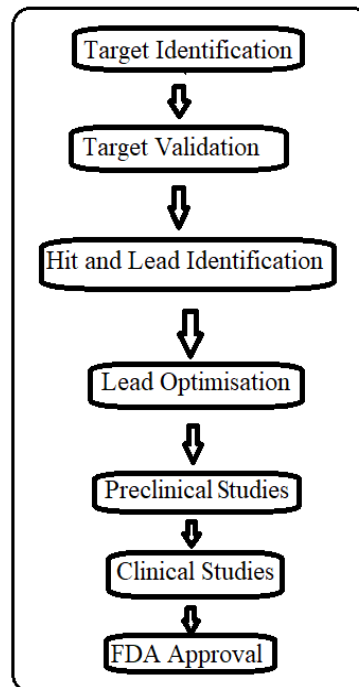 Target Identification
Target Validation
Hit and Lead Identification
Lead Optimisation
Preclinical Studies
Clinical Studies
FDA Approval